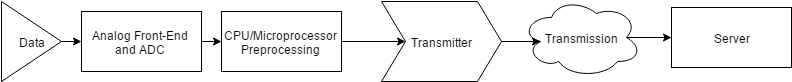 Data
Analog Front-End
and ADC
CPU/Microprocessor
Preprocessing
Transmitter
Transmission
Server